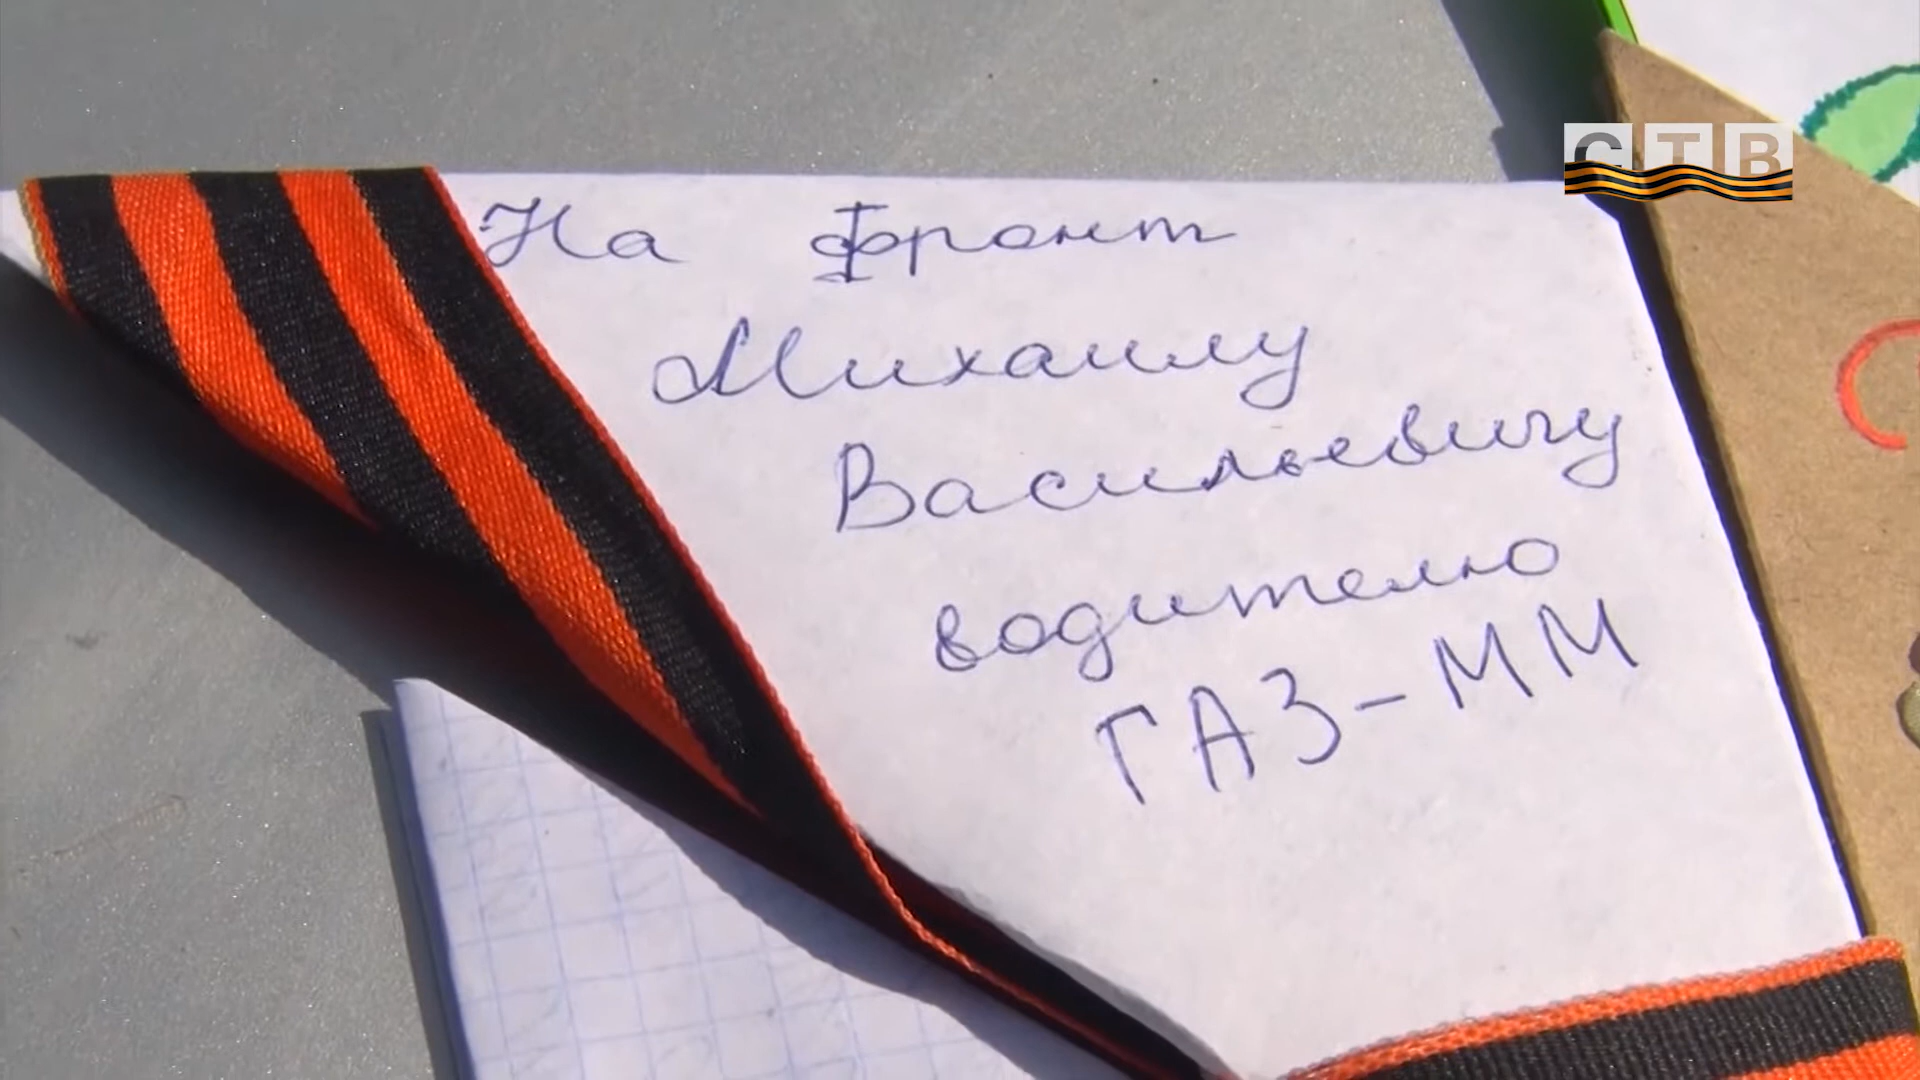 СТВ
На фронт
Михаилу
Васильевичу
водителю
ГАЗ-ММ